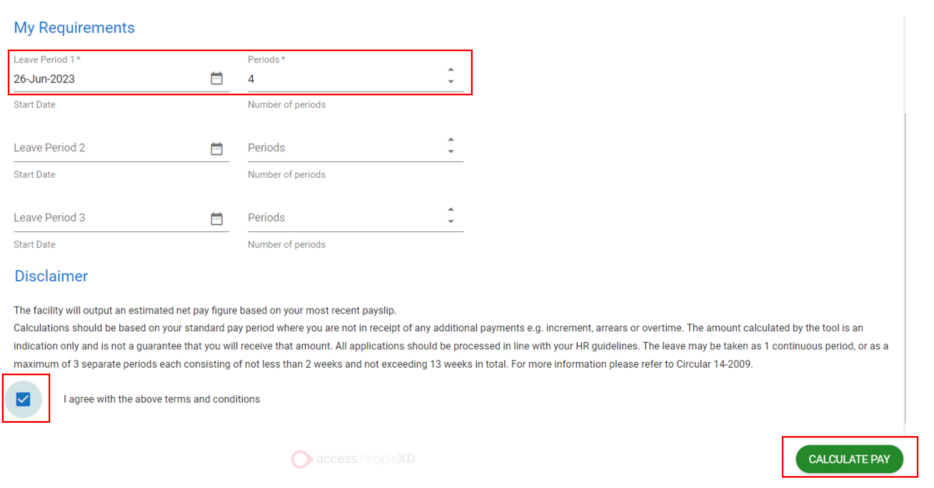 My Requirements
Leave Period 1 * Periods *
26-Jun-2023 4
Start Date Number of periods
Leave Period 2 Periods
Start Date Number of periods
Leave Period 3 Periods
Start Date Number of periods
Disclaimer
The facility will output an estimated net pay figure based on your most recent payslip.
Calculations should be based on your standard pay period where you are not in receipt of any additional payments e.g. increment, arrears or overtime. The amount calculated by the tool is an
indication only and is not a guarantee that you will receive that amount. All applications should be processed in line with your HR guidelines. The leave may be taken as 1 continuous period, or as a
maximum of 3 separate periods each consisting of not less than 2 weeks and not exceeding 13 weeks in total. For more information please refer to Circular 14-2009.
I agree with the above terms and conditions
access PeopleXD
CALCULATE PAY